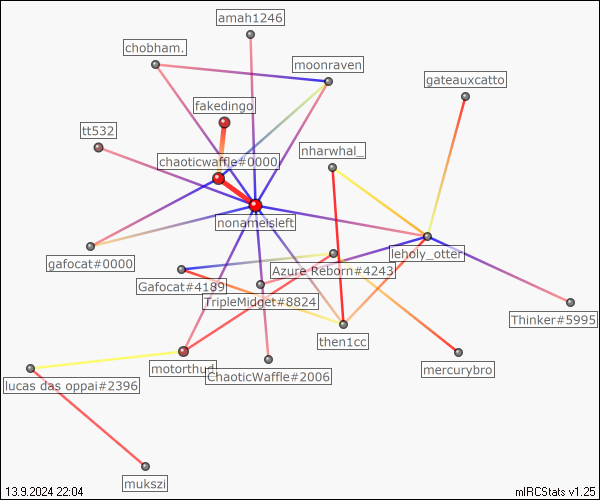 amah1246
chobham.
moonraven
gateauxcatto
fakedingo
tt532
nharwhal_
chaoticwaffle#0000
nonameisleft
leholy_otter
gafocat#0000
Azure Reborn#4243
Gafocat#4189
TripleMidget#8824
Thinker#5995
then1cc
motorthud
ChaoticWaffle#2006
mercurybro
lucas das oppai#2396
mukszi
13.9.2024 22:04
mIRCStats v1.25